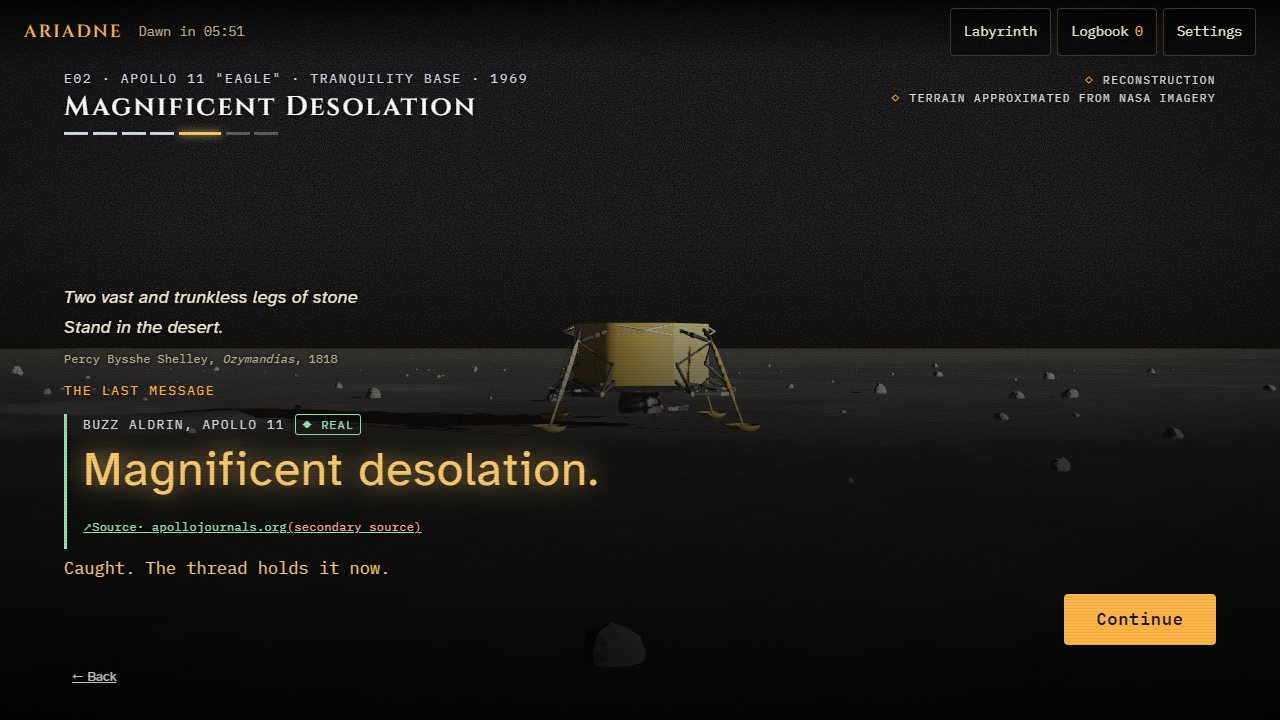 ARIADNE Dawn in 05:51 Labyrinth Logbook 0 Settings
E02 · APOLLO 11 "EAGLE" · TRANQUILITY BASE · 1969
Magnificent Desolation
◇ RECONSTRUCTION
◇ TERRAIN APPROXIMATED FROM NASA IMAGERY
Two vast and trunkless legs of stone
Stand in the desert.
Percy Bysshe Shelley, Ozymandias, 1818
THE LAST MESSAGE
BUZZ ALDRIN, APOLLO 11 ◆ REAL
Magnificent desolation.
↗Source· apollojournals.org(secondary source)
Caught. The thread holds it now.
Continue
← Back